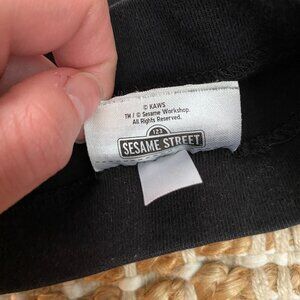 © KAWS
TM / © Sesame Workshop.
All Rights Reserved.
123
SESAME STREET